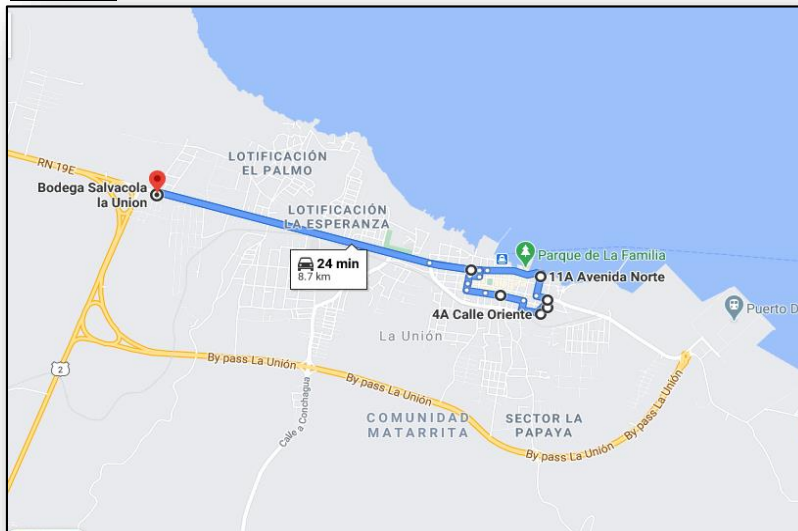 LOTIFICACIÓN
EL PALMO
RN 19E
Bodega Salvacola
la Union
LOTIFICACIÓN
LA ESPERANZA
24 min
8.7 km
Parque de La Familia
11A Avenida Norte
4A Calle Oriente
Puerto D
La Unión
2
By pass La Unión
By pass La Unión
By pass La Unión
By pass La Unión
Calle a Conchagua
COMUNIDAD
MATARRITA
SECTOR LA
PAPAYA